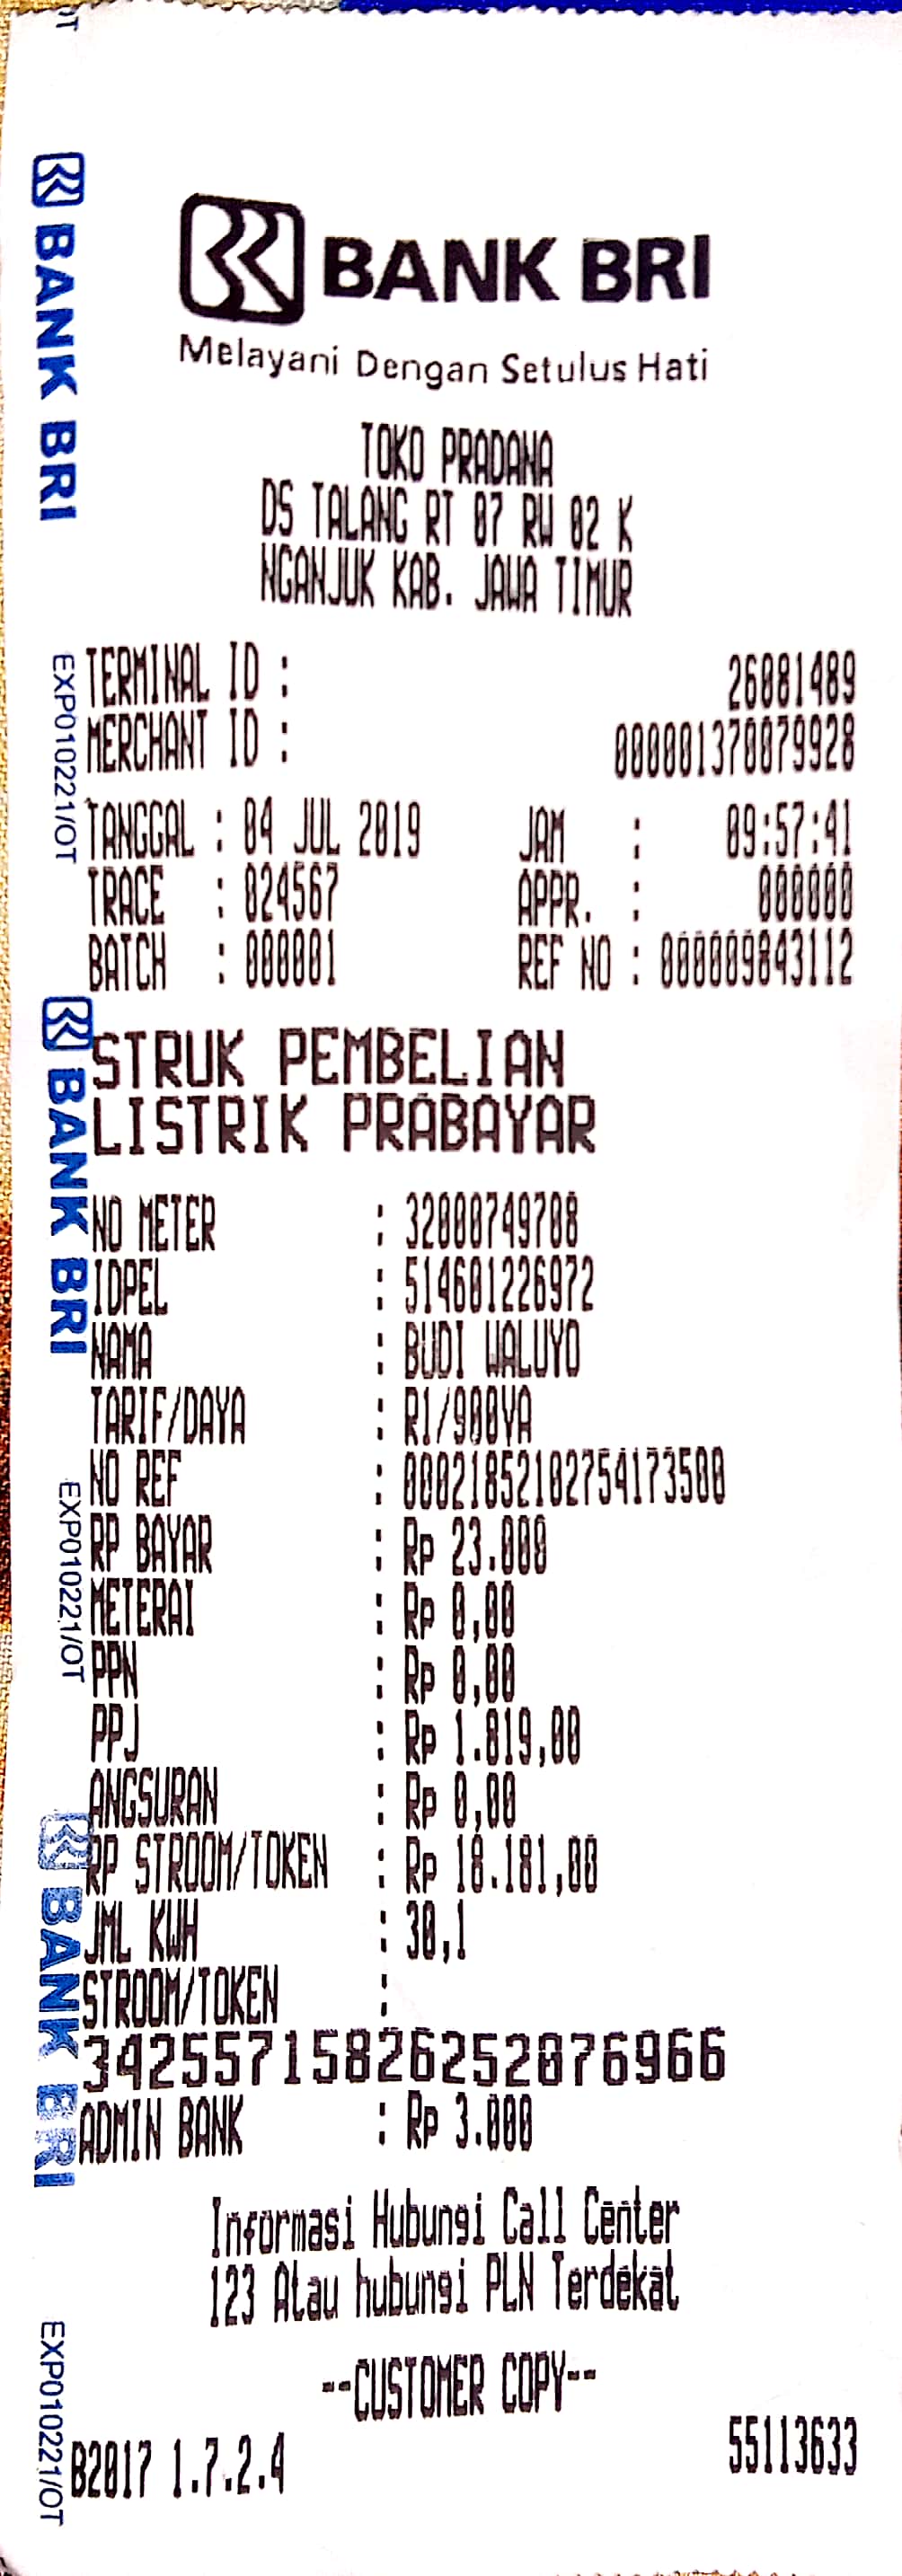 BANK BRI
Melayani Dengan Setulus Hati
TOKO PRADANA
DS TALANG RT 07 RW 02 K
NGANJUK KAB. JAWA TIMUR
TERMINAL ID : 26081489
MERCHANT ID : 000001370079928
TANGGAL : 04 JUL 2019 JAM : 09:57:41
TRACE : 024567 APPR. : 000000
BATCH : 000001 REF NO : 000009843112
STRUK PEMBELIAN
LISTRIK PRABAYAR
NO METER : 32000749708
IDPEL : 514601226972
NAMA : BUDI WALUYO
TARIF/DAYA : R1/900VA
NO REF : 00021852102754173500
RP BAYAR : Rp 23.000
METERAI : Rp 0,00
PPN : Rp 0,00
PPJ : Rp 1.819,00
ANGSURAN : Rp 0,00
RP STROOM/TOKEN : Rp 18.181,00
JML KWH : 30,1
STROOM/TOKEN :
34255715826252076966
ADMIN BANK : Rp 3.000
Informasi Hubungi Call Center
123 Atau hubungi PLN Terdekat
--CUSTOMER COPY--
B2017 1.7.2.4 55113633
BANK BRI
EXP010221/OT
BANK BRI
EXP010221/OT
BANK BRI
EXP010221/OT